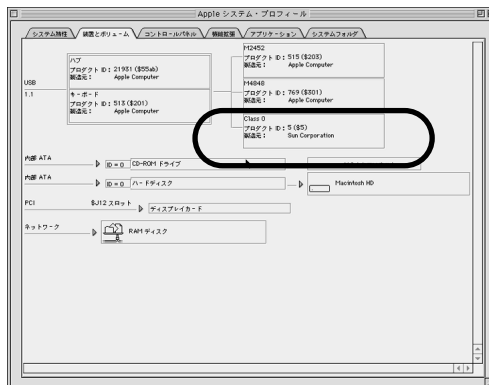 Apple システム・プロフィール
システム特性
装置とボリューム
コントロールパネル
機能拡張
アプリケーション
システムフォルダ
USB
1.1
ハブ
プロダクト ID : 21931 ($55ab)
製造元 : Apple Computer
キーボード
プロダクト ID : 513 ($201)
製造元 : Apple Computer
M2452
プロダクト ID : 515 ($203)
製造元 : Apple Computer
M4848
プロダクト ID : 769 ($301)
製造元 : Apple Computer
Class 0
プロダクト ID : 5 ($5)
製造元 : Sun Corporation
内部 ATA
ID = 0 CD-ROM ドライブ
内部 ATA
ID = 0 ハードディスク
Macintosh HD
PCI $J12 スロット
ディスプレイカード
ネットワーク
RAM ディスク